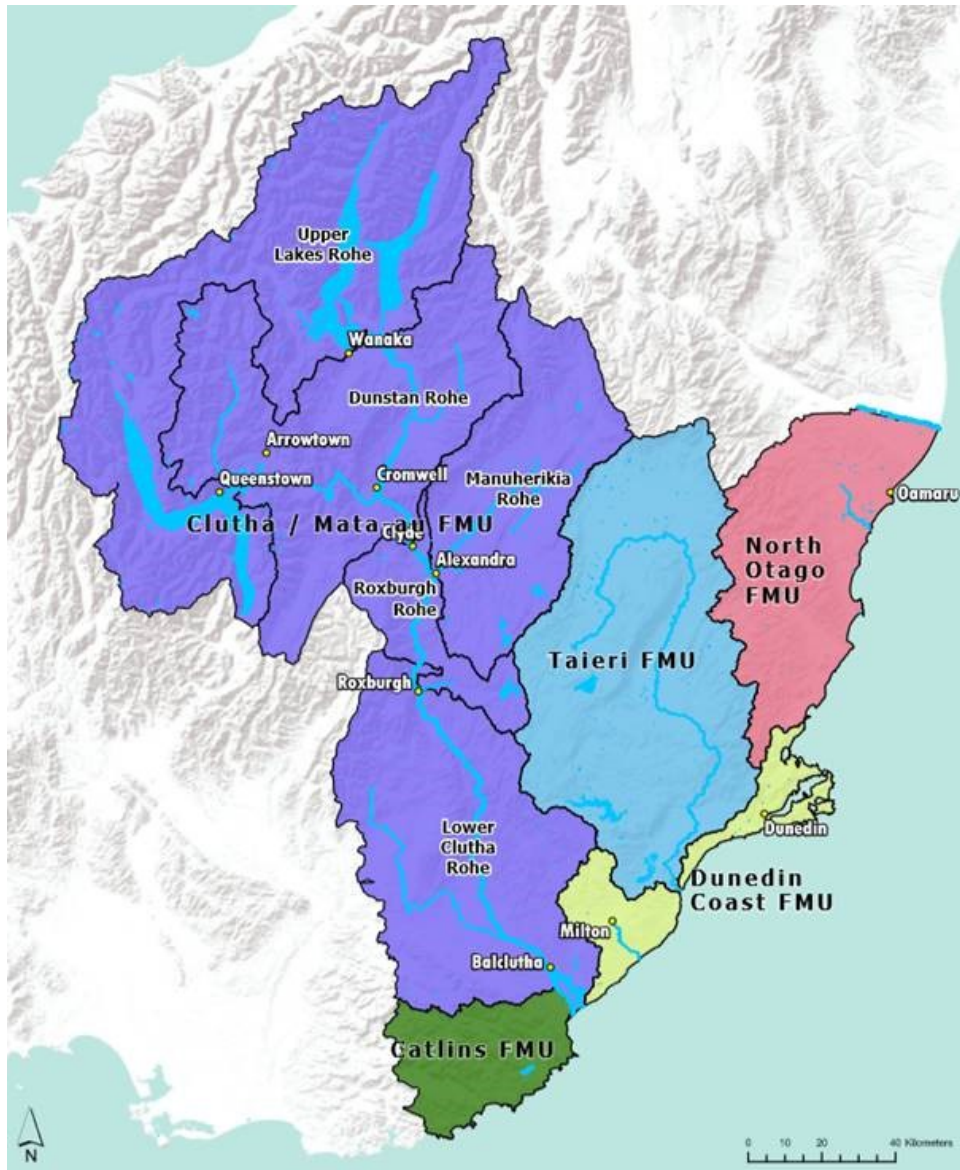 Upper
Lakes Rohe
Wanaka
Dunstan Rohe
Arrowtown
Cromwell
Manuherikia
Rohe
Queenstown
Oamaru
Clutha / Mata-au FMU
Clyde
North
Otago
FMU
Alexandra
Roxburgh
Rohe
Taieri FMU
Roxburgh
Dunedin
Lower
Clutha
Rohe
Dunedin
Coast FMU
Milton
Balclutha
Catlins FMU
N
0 10 20 40 Kilometers